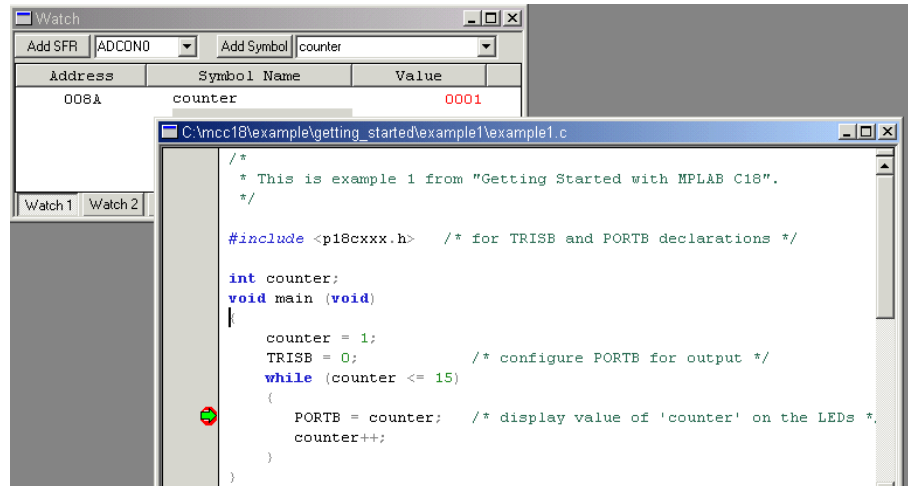 Watch
Add SFR ADCON0 Add Symbol counter
Address Symbol Name Value
008A counter 0001
Watch 1 Watch 2
C:\mcc18\example\getting_started\example1\example1.c
/*
 * This is example 1 from "Getting Started with MPLAB C18".
 */
#include <p18cxxx.h> /* for TRISB and PORTB declarations */
int counter;
void main (void)
{
counter = 1;
TRISB = 0; /* configure PORTB for output */
while (counter <= 15)
{
PORTB = counter; /* display value of 'counter' on the LEDs *
counter++;
}
}